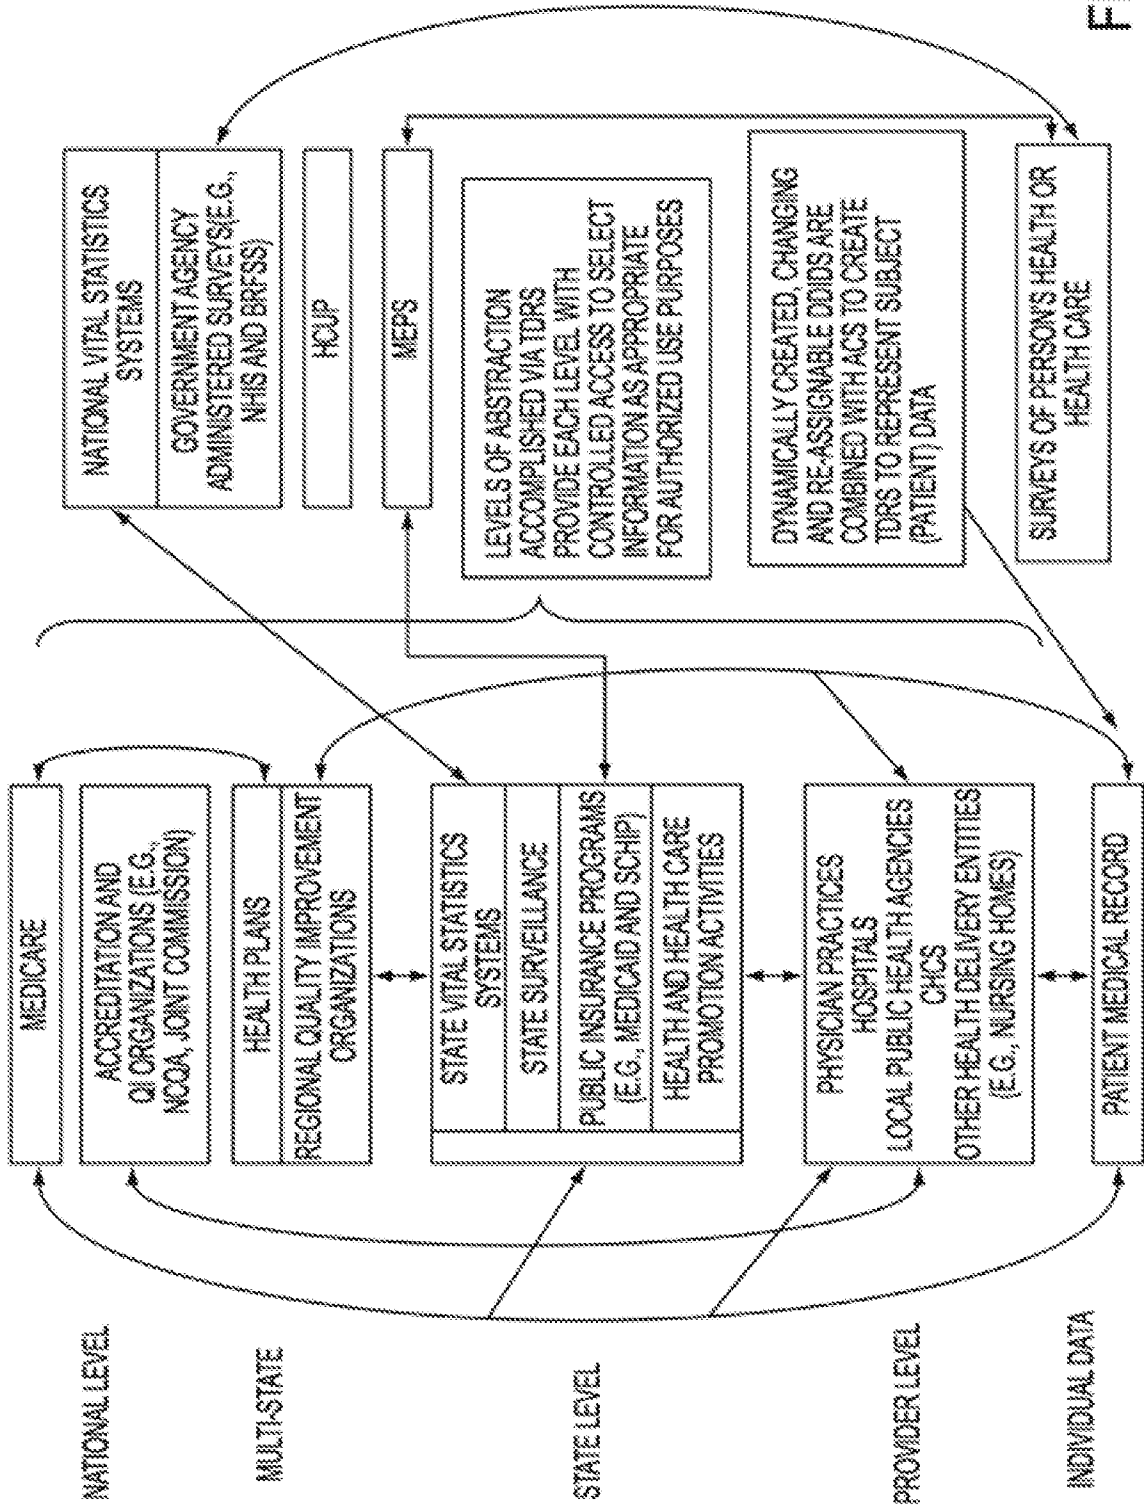 NATIONAL LEVEL
MULTI-STATE
STATE LEVEL
PROVIDER LEVEL
INDIVIDUAL DATA
MEDICARE
ACCREDITATION AND
QI ORGANIZATIONS (E.G.,
NCQA, JOINT COMMISSION)
HEALTH PLANS
REGIONAL QUALITY IMPROVEMENT
ORGANIZATIONS
STATE VITAL STATISTICS
SYSTEMS
STATE SURVEILLANCE
PUBLIC INSURANCE PROGRAMS
(E.G., MEDICAID AND SCHIP)
HEALTH AND HEALTH CARE
PROMOTION ACTIVITIES
PHYSICIAN PRACTICES
HOSPITALS
LOCAL PUBLIC HEALTH AGENCIES
CHCS
OTHER HEALTH DELIVERY ENTITIES
(E.G., NURSING HOMES)
PATIENT MEDICAL RECORD
NATIONAL VITAL STATISTICS
SYSTEMS
GOVERNMENT AGENCY
ADMINISTERED SURVEYS(E.G.,
NHIS AND BRFSS)
HCUP
MEPS
LEVELS OF ABSTRACTION
ACCOMPLISHED VIA TDRS
PROVIDE EACH LEVEL WITH
CONTROLLED ACCESS TO SELECT
INFORMATION AS APPROPRIATE
FOR AUTHORIZED USE PURPOSES
DYNAMICALLY CREATED, CHANGING
AND RE-ASSIGNABLE DDIDS ARE
COMBINED WITH ACS TO CREATE
TDRS TO REPRESENT SUBJECT
(PATIENT) DATA
SURVEYS OF PERSON'S HEALTH OR
HEALTH CARE
F